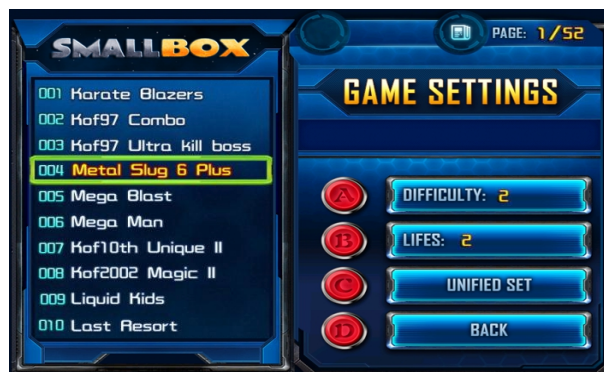 SMALLBOX
001 Karate Blazers
002 Kof97 Combo
003 Kof97 Ultra kill boss
004 Metal Slug 6 Plus
005 Mega Blast
006 Mega Man
007 Kof10th Unique II
008 Kof2002 Magic II
009 Liquid Kids
010 Last Resort
PAGE: 1/52
GAME SETTINGS
A DIFFICULTY: 2
B LIFES: 2
C UNIFIED SET
D BACK